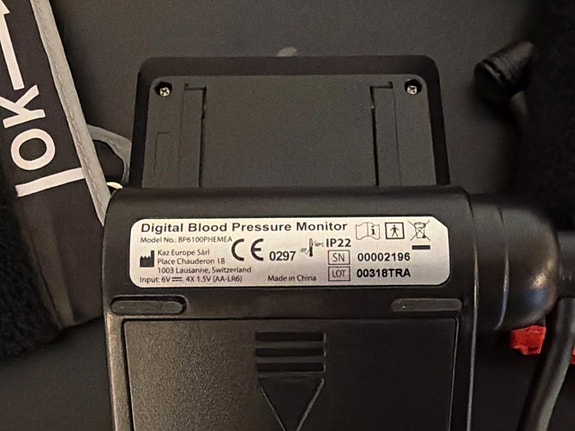 OK
Digital Blood Pressure Monitor
Model No.: BP6100PHEMEA
Kaz Europe Sàrl
Place Chauderon 18
1003 Lausanne, Switzerland
Input: 6V 4X 1.5V (AA-LR6)
Made in China
CE 0297
IP22
SN 00002196
LOT 00318TRA